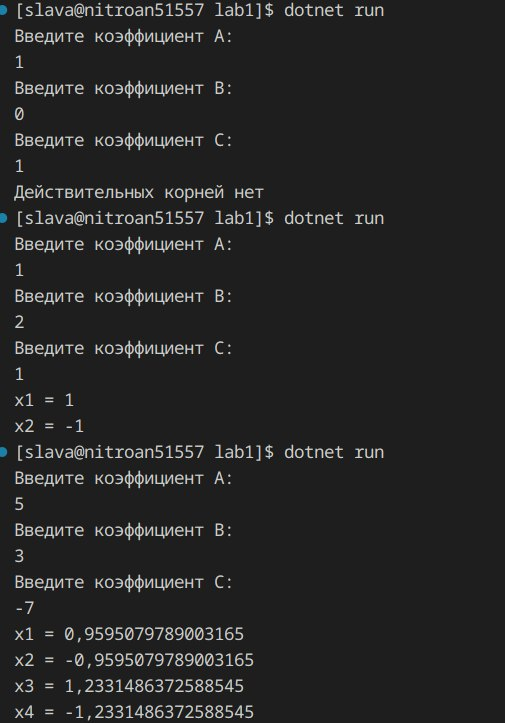 [slava@nitroan51557 lab1]$ dotnet run
Введите коэффициент A:
1
Введите коэффициент B:
0
Введите коэффициент C:
1
Действительных корней нет
[slava@nitroan51557 lab1]$ dotnet run
Введите коэффициент A:
1
Введите коэффициент B:
2
Введите коэффициент C:
1
x1 = 1
x2 = -1
[slava@nitroan51557 lab1]$ dotnet run
Введите коэффициент A:
5
Введите коэффициент B:
3
Введите коэффициент C:
-7
x1 = 0,9595079789003165
x2 = -0,9595079789003165
x3 = 1,2331486372588545
x4 = -1,2331486372588545